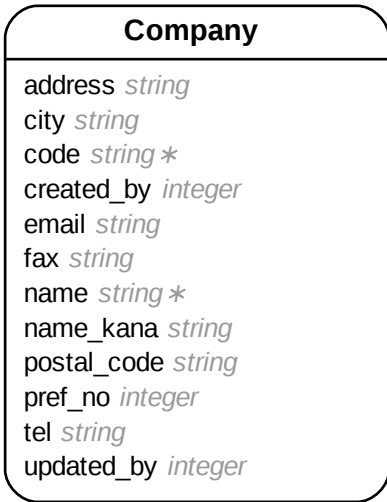 Company
address string
city string
code string ∗
created_by integer
email string
fax string
name string ∗
name_kana string
postal_code string
pref_no integer
tel string
updated_by integer